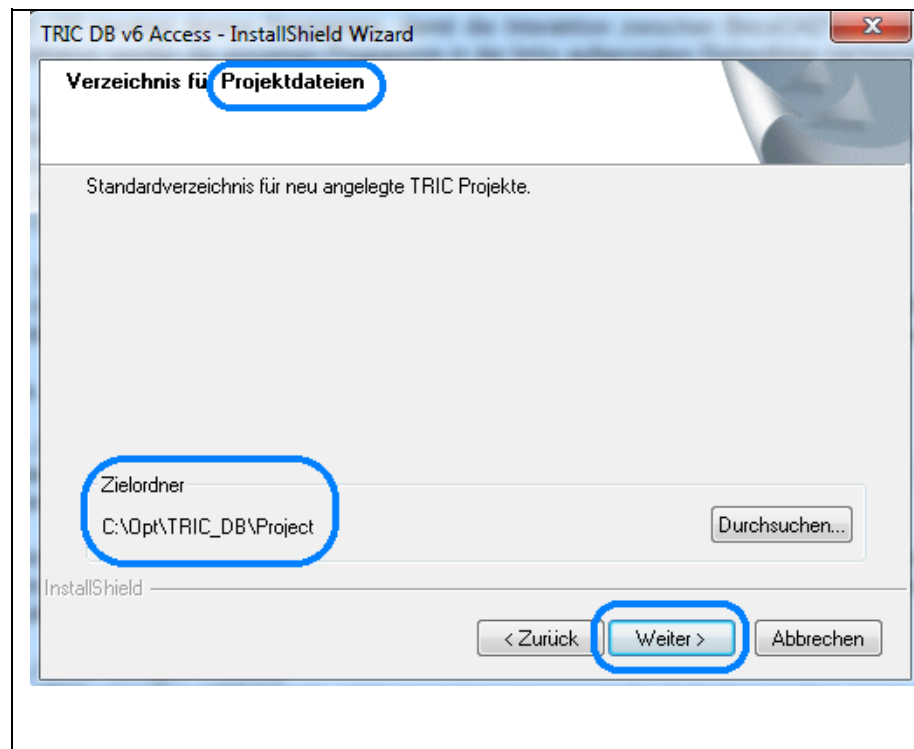 TRIC DB v6 Access - InstallShield Wizard
Verzeichnis fü Projektdateien
Standardverzeichnis für neu angelegte TRIC Projekte.
Zielordner
C:\Opt\TRIC_DB\Project
Durchsuchen...
InstallShield
< Zurück
Weiter >
Abbrechen